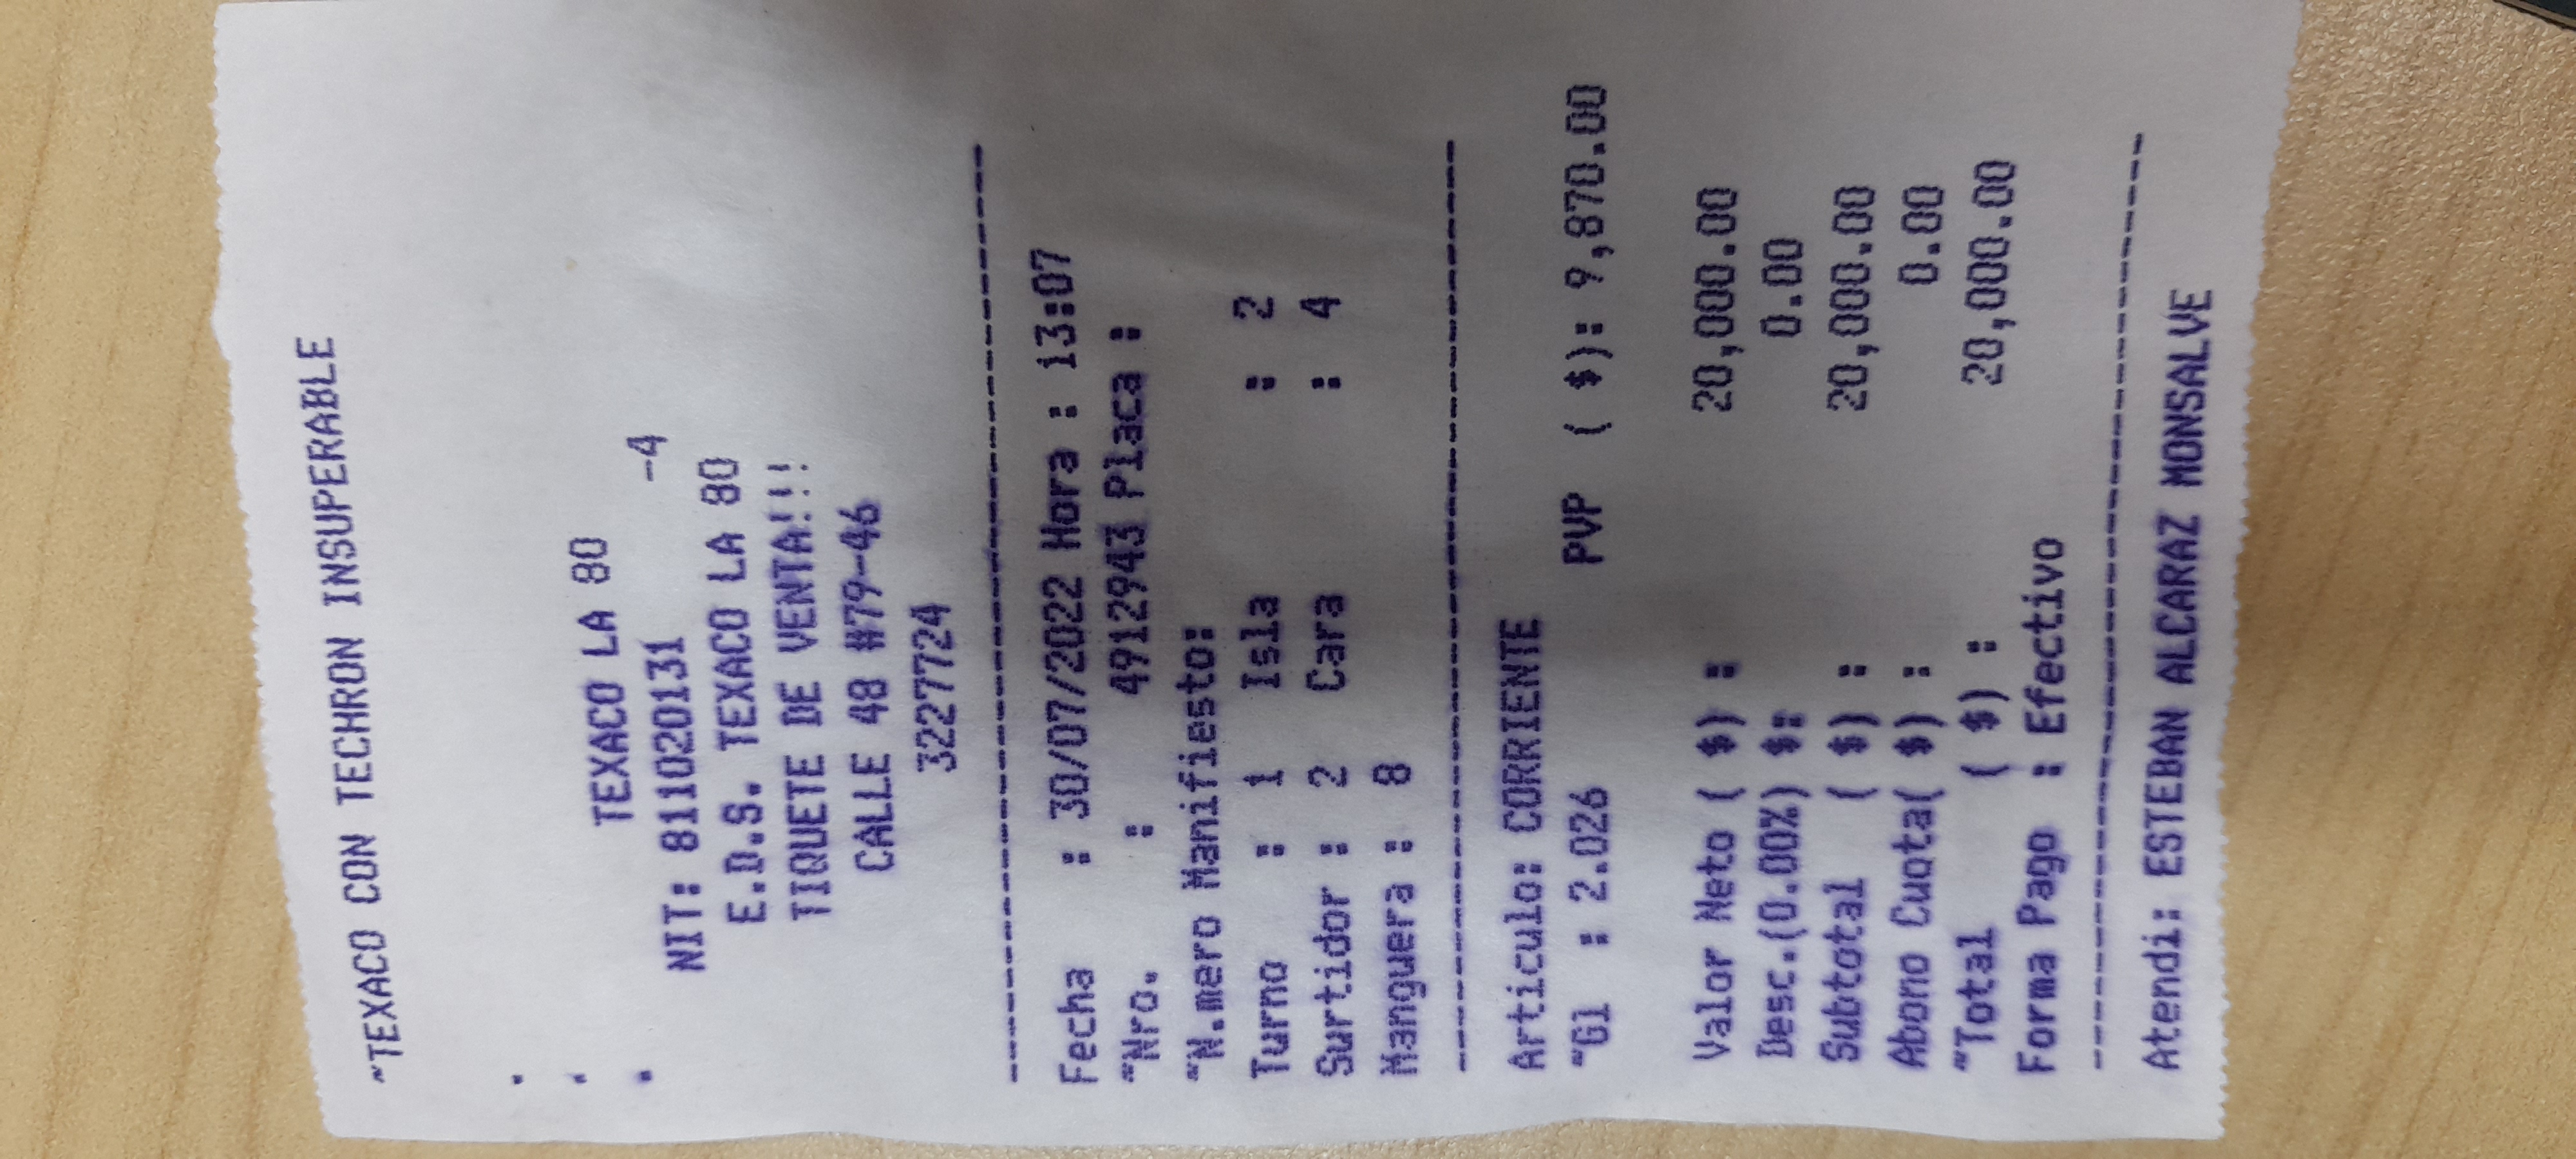 ~TEXACO CON TECHRON INSUPERABLE
.
.
.
TEXACO LA 80
NIT: 811020131 -4
E.D.S. TEXACO LA 80
TIQUETE DE VENTA!!!
CALLE 48 #79-46
3227724
Fecha : 30/07/2022 Hora : 13:07
~Nro. : 4912943 Placa :
~N.mero Manifiesto:
Turno : 1 Isla : 2
Surtidor : 2 Cara : 4
Manguera : 8
Articulo: CORRIENTE
~Gl : 2.026 PVP ( $): 9,870.00
Valor Neto ( $) : 20,000.00
Desc.(0.00%) $: 0.00
Subtotal ( $) : 20,000.00
Abono Cuota( $) : 0.00
~Total ( $) : 20,000.00
Forma Pago : Efectivo
Atendi: ESTEBAN ALCARAZ MONSALVE